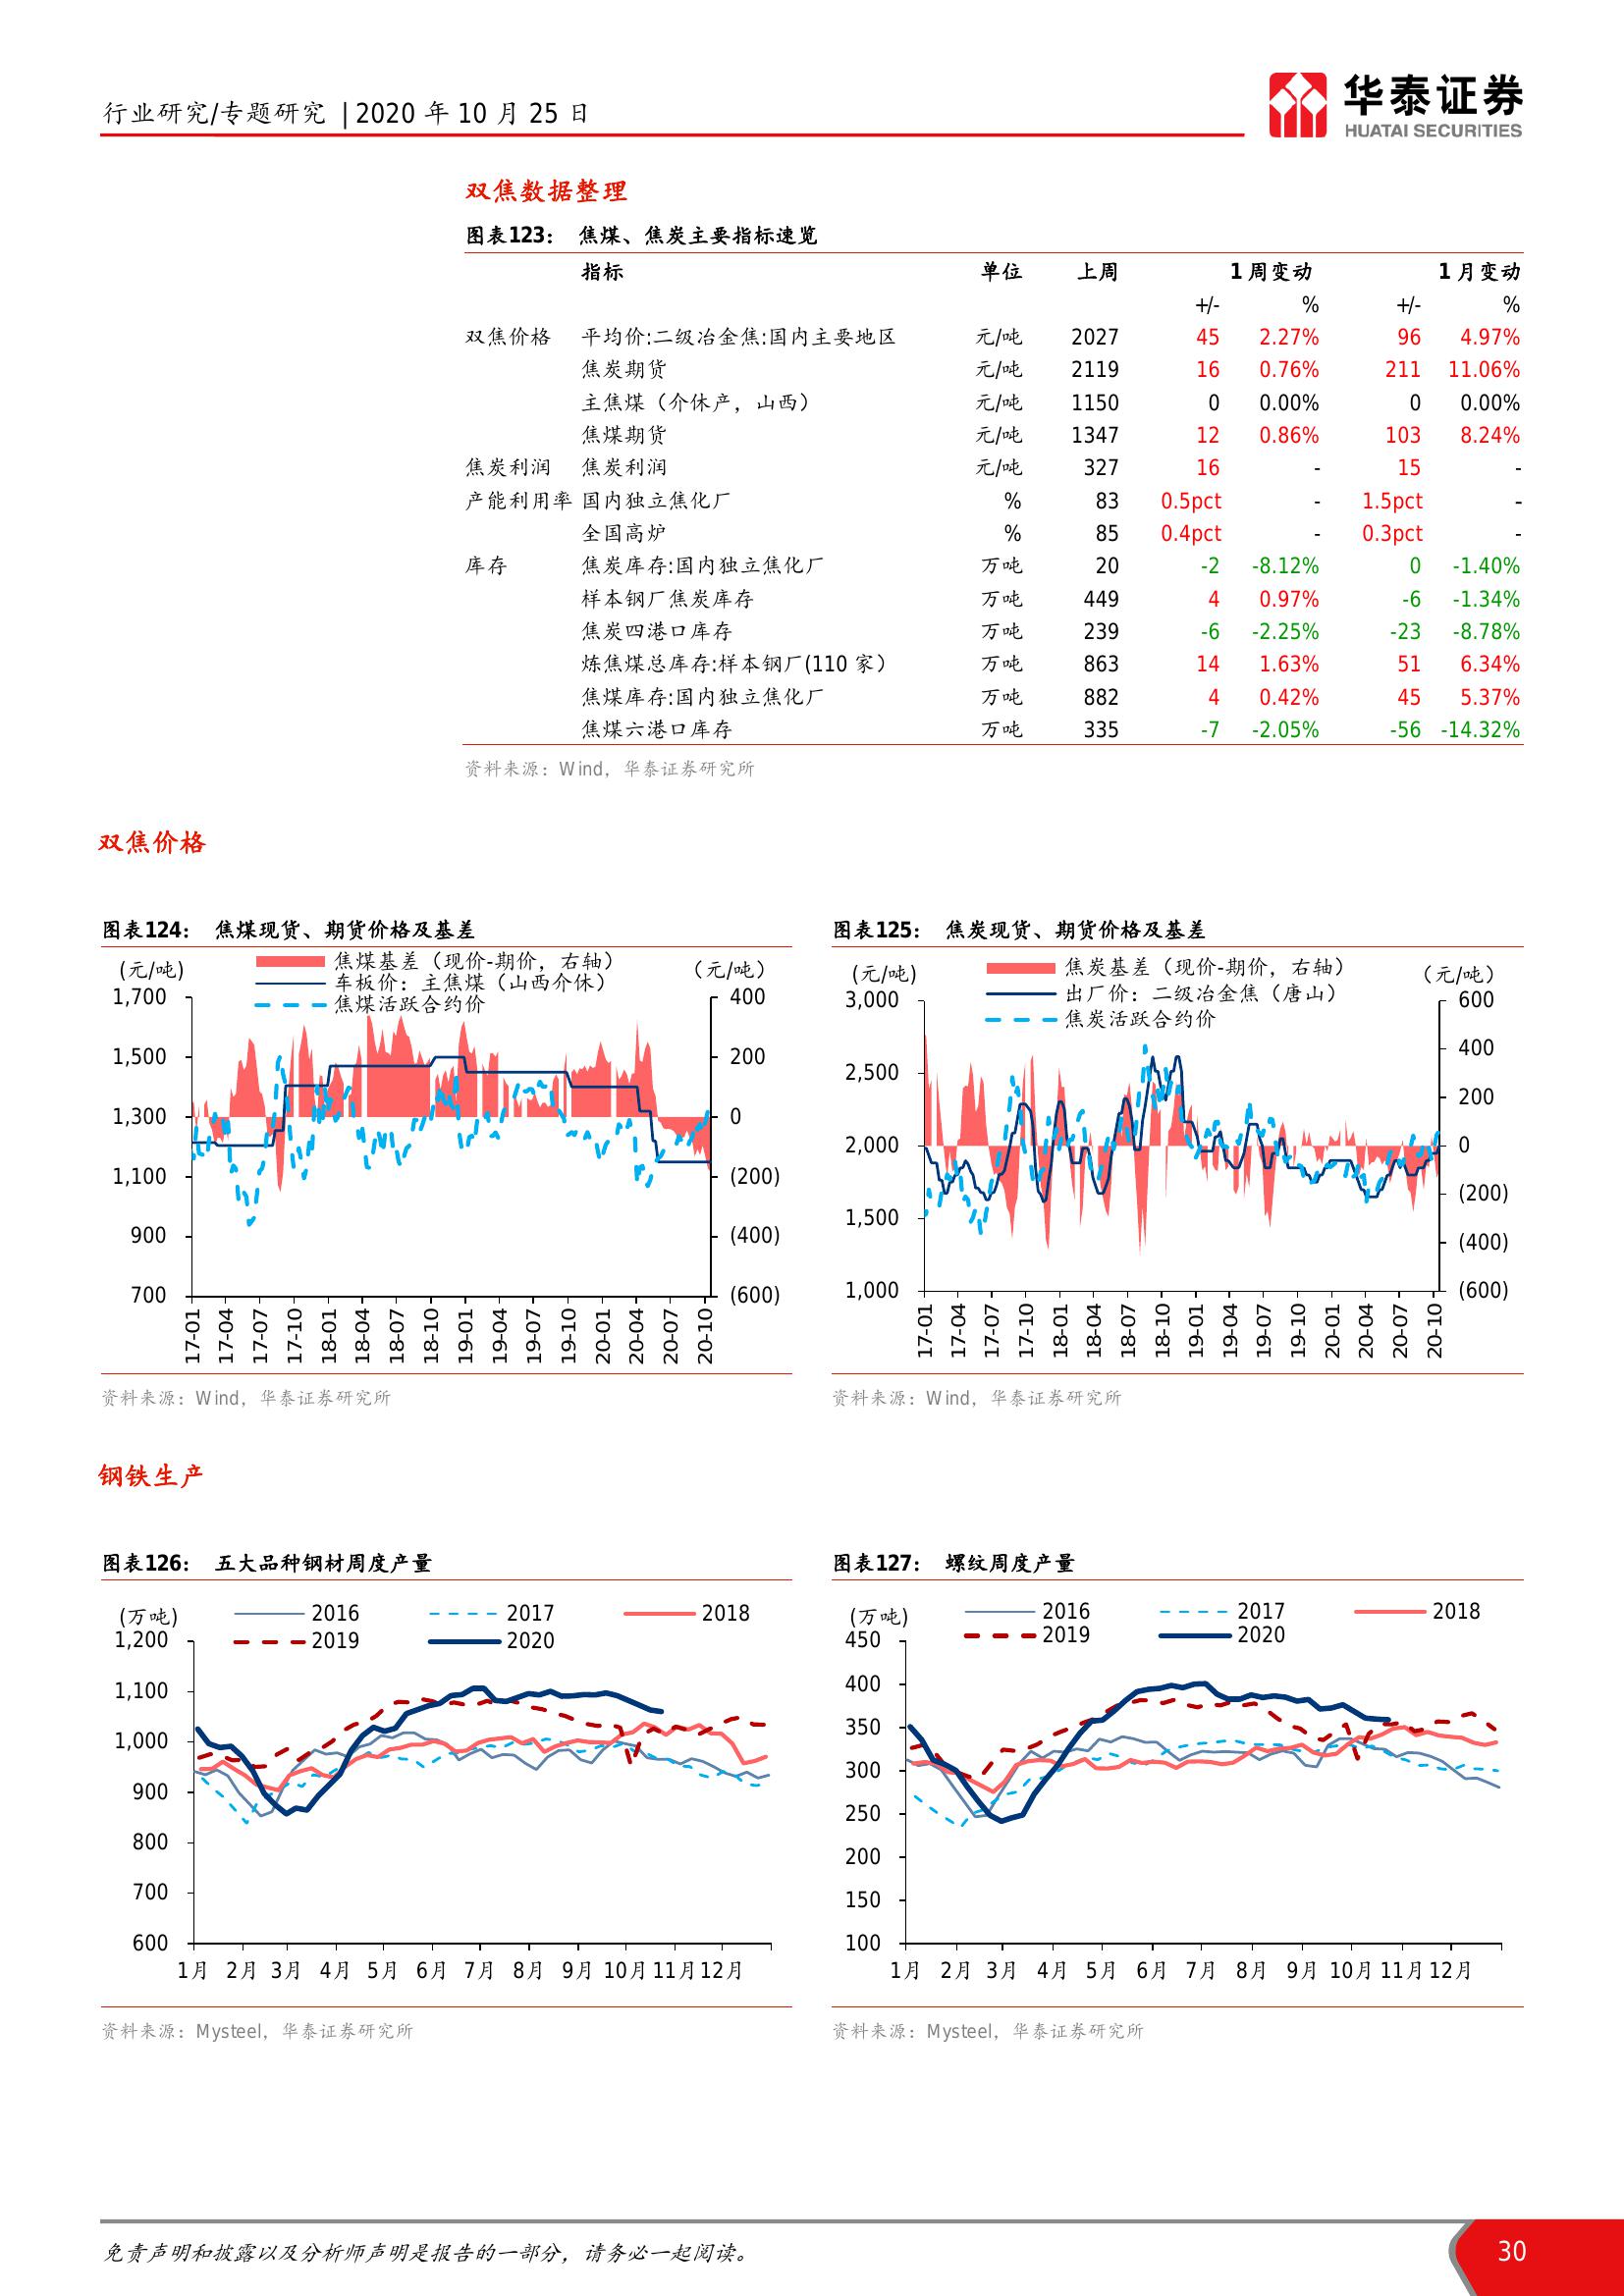 行业研究/专题研究 | 2020 年 10 月 25 日
华泰证券
HUATAI SECURITIES
双焦数据整理
图表123： 焦煤、焦炭主要指标速览
指标 单位 上周 1 周变动 1 月变动
+/- % +/- %
双焦价格 平均价:二级冶金焦:国内主要地区 元/吨 2027 45 2.27% 96 4.97%
焦炭期货 元/吨 2119 16 0.76% 211 11.06%
主焦煤（介休产，山西） 元/吨 1150 0 0.00% 0 0.00%
焦煤期货 元/吨 1347 12 0.86% 103 8.24%
焦炭利润 焦炭利润 元/吨 327 16 - 15 -
产能利用率 国内独立焦化厂 % 83 0.5pct - 1.5pct -
全国高炉 % 85 0.4pct - 0.3pct -
库存 焦炭库存:国内独立焦化厂 万吨 20 -2 -8.12% 0 -1.40%
样本钢厂焦炭库存 万吨 449 4 0.97% -6 -1.34%
焦炭四港口库存 万吨 239 -6 -2.25% -23 -8.78%
炼焦煤总库存:样本钢厂(110 家） 万吨 863 14 1.63% 51 6.34%
焦煤库存:国内独立焦化厂 万吨 882 4 0.42% 45 5.37%
焦煤六港口库存 万吨 335 -7 -2.05% -56 -14.32%
资料来源：Wind，华泰证券研究所
双焦价格
图表124： 焦煤现货、期货价格及基差
(元/吨) 焦煤基差（现价-期价，右轴） （元/吨）
车板价：主焦煤（山西介休）
焦煤活跃合约价
1,700 400
1,500 200
1,300 0
1,100 (200)
900 (400)
700 (600)
17-01 17-04 17-07 17-10 18-01 18-04 18-07 18-10 19-01 19-04 19-07 19-10 20-01 20-04 20-07 20-10
资料来源：Wind，华泰证券研究所
图表125： 焦炭现货、期货价格及基差
(元/吨) 焦炭基差（现价-期价，右轴） （元/吨）
出厂价：二级冶金焦（唐山）
焦炭活跃合约价
3,000 600
400
2,500
200
2,000 0
(200)
1,500
(400)
1,000 (600)
17-01 17-04 17-07 17-10 18-01 18-04 18-07 18-10 19-01 19-04 19-07 19-10 20-01 20-04 20-07 20-10
资料来源：Wind，华泰证券研究所
钢铁生产
图表126： 五大品种钢材周度产量
(万吨) 2016 2017 2018
2019 2020
1,200
1,100
1,000
900
800
700
600
1月 2月 3月 4月 5月 6月 7月 8月 9月 10月 11月 12月
资料来源：Mysteel，华泰证券研究所
图表127： 螺纹周度产量
(万吨) 2016 2017 2018
2019 2020
450
400
350
300
250
200
150
100
1月 2月 3月 4月 5月 6月 7月 8月 9月 10月 11月 12月
资料来源：Mysteel，华泰证券研究所
免责声明和披露以及分析师声明是报告的一部分，请务必一起阅读。
30